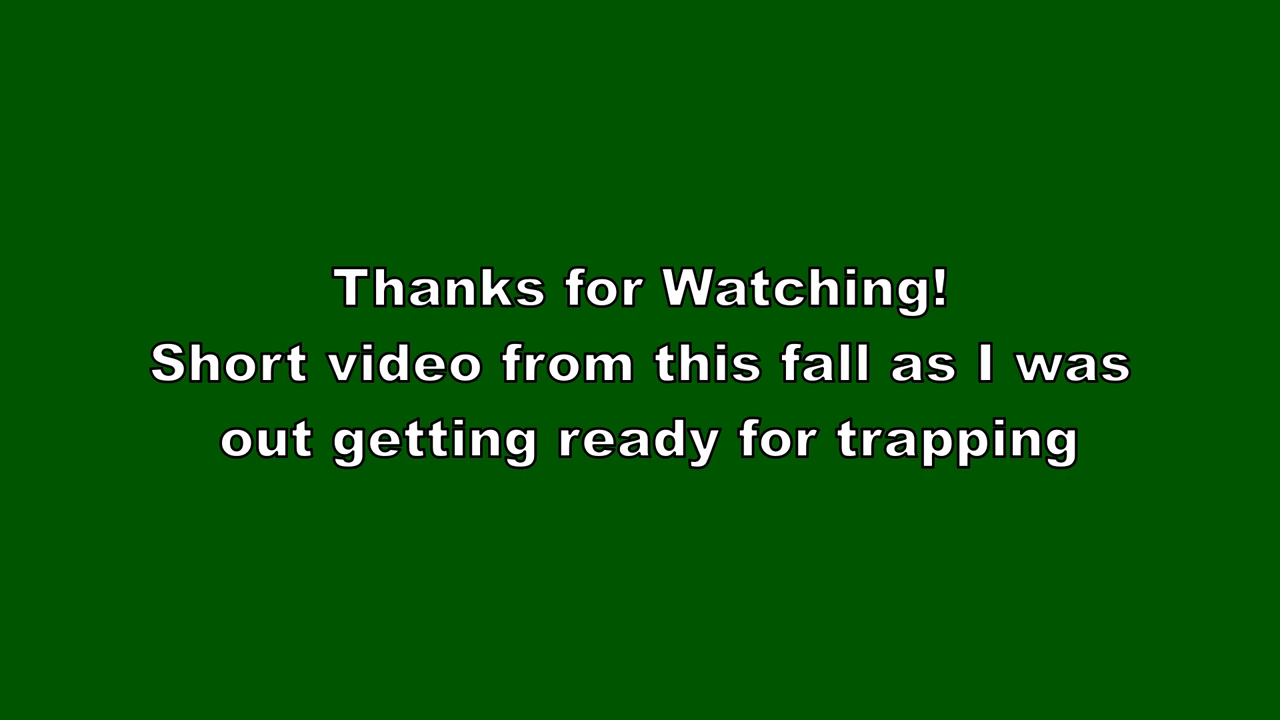 Thanks for Watching!
Short video from this fall as I was
out getting ready for trapping